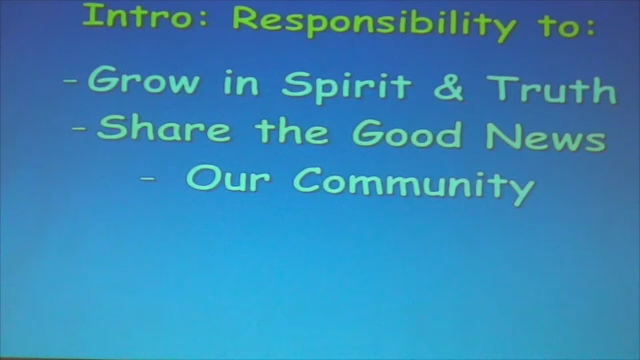 Intro: Responsibility to:
- Grow in Spirit & Truth
- Share the Good News
- Our Community